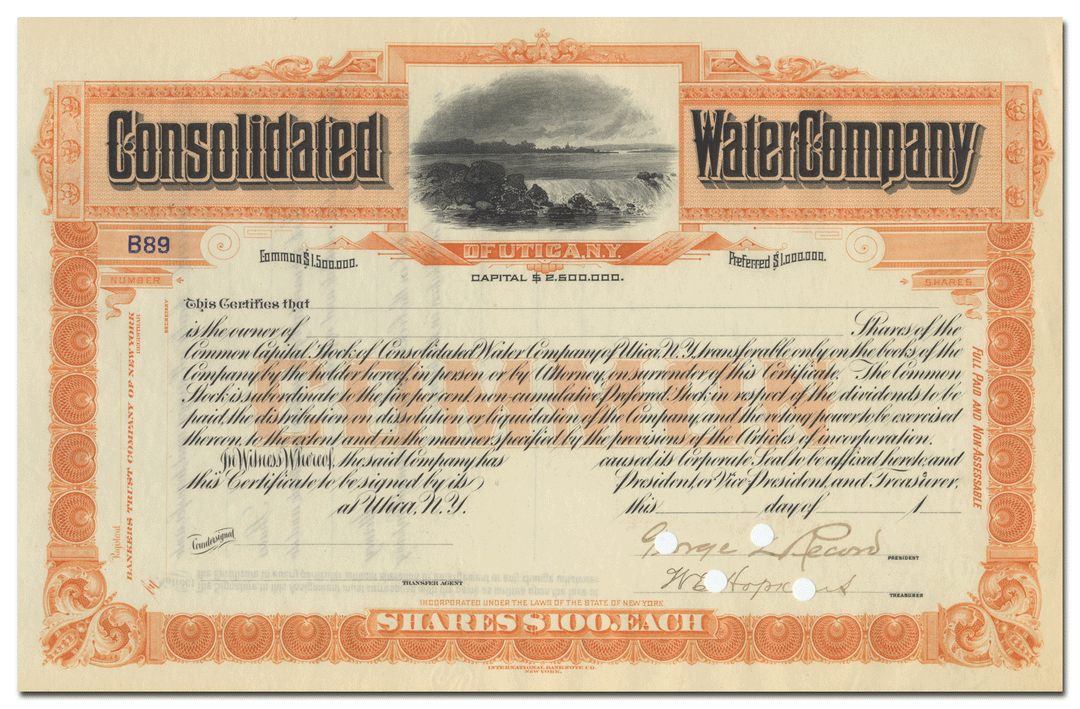 Consolidated Water Company
OF UTICA, N.Y.
B89
Common $1,500,000.
Preferred $1,000,000.
CAPITAL $2,500,000.
NUMBER
SHARES
This Certifies that
is the owner of Shares of the
Common Capital Stock of Consolidated Water Company of Utica, N.Y. transferable only on the books of the
Company by the holder hereof, in person or by Attorney, on surrender of this Certificate. The Common
Stock is subordinate to the five per cent. non-cumulative Preferred Stock in respect of the dividends to be
paid, the distribution on dissolution or liquidation of the Company, and the voting power to be exercised
thereon, to the extent and in the manner specified by the provisions of the Articles of incorporation.
COMMON
In Witness Whereof, the said Company has caused its Corporate Seal to be affixed hereto and
this Certificate to be signed by its President, or Vice-President, and Treasurer,
at Utica, N.Y. this day of 1
Countersigned
George L Record
PRESIDENT
W E Hopkins
TREASURER
TRANSFER AGENT
Registered
BANKERS TRUST COMPANY OF NEW YORK
REGISTRAR
By
SECRETARY
FULL PAID AND NON-ASSESSABLE
INCORPORATED UNDER THE LAWS OF THE STATE OF NEW YORK
SHARES $100. EACH
INTERNATIONAL BANK NOTE CO.
NEW YORK.